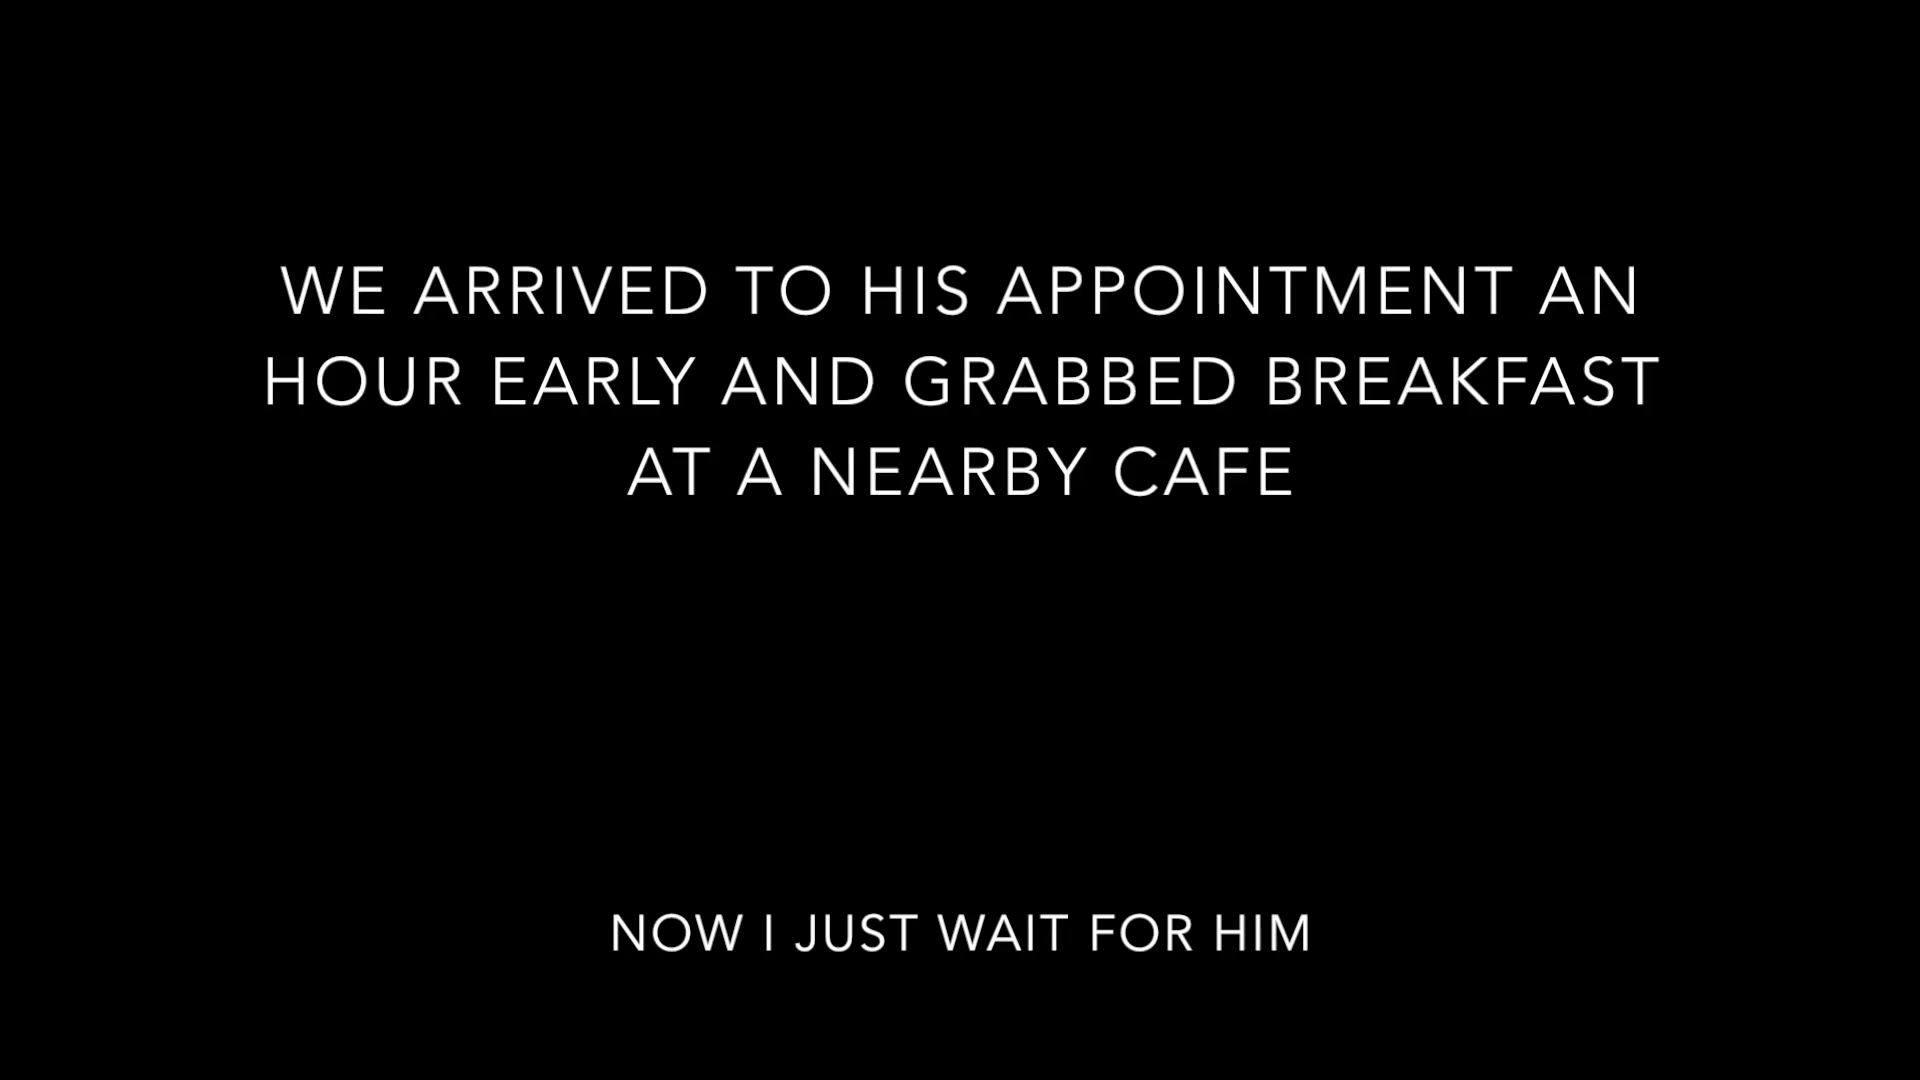 WE ARRIVED TO HIS APPOINTMENT AN
HOUR EARLY AND GRABBED BREAKFAST
AT A NEARBY CAFE
NOW I JUST WAIT FOR HIM